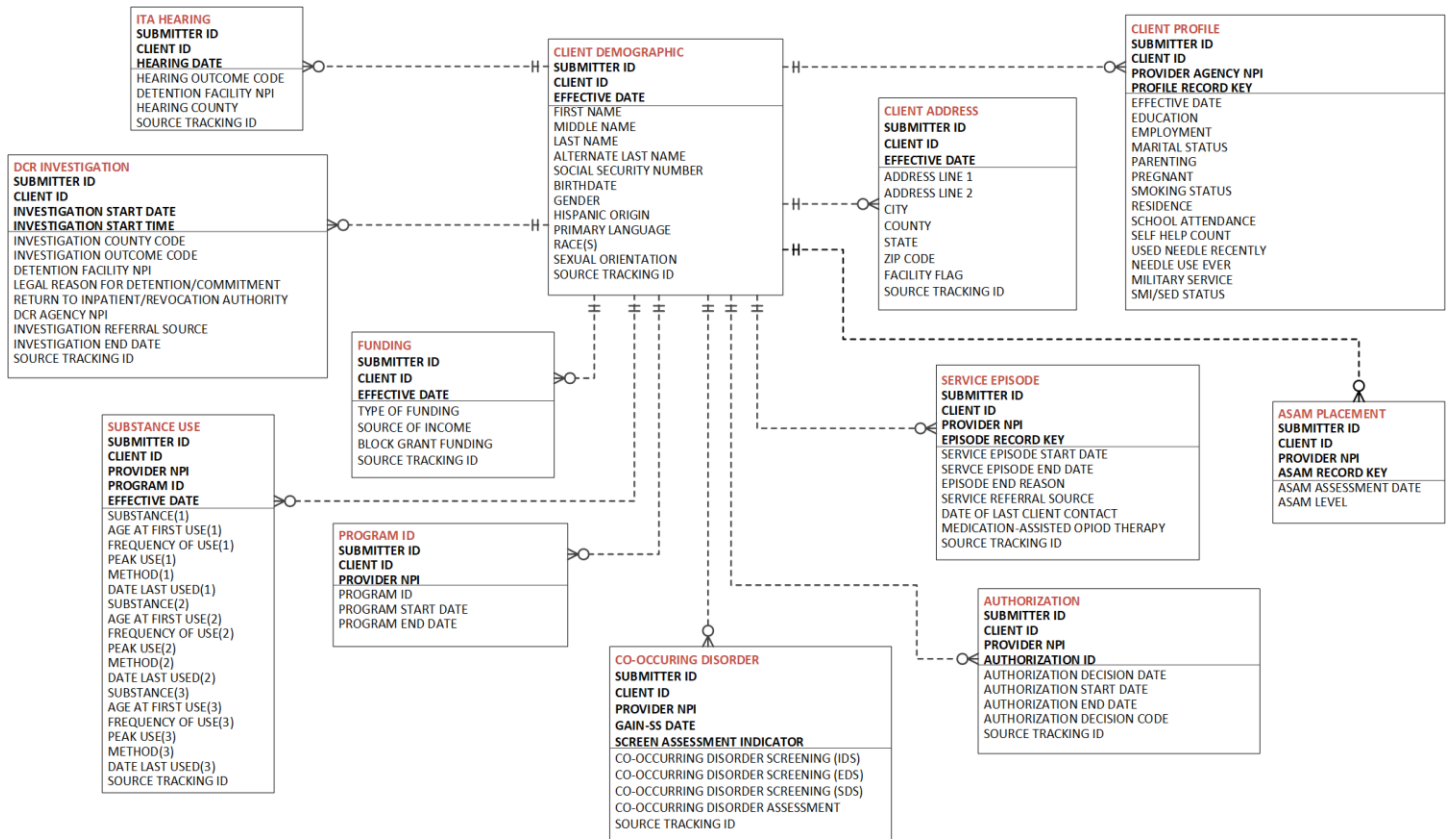 ITA HEARING
SUBMITTER ID
CLIENT ID
HEARING DATE
HEARING OUTCOME CODE
DETENTION FACILITY NPI
HEARING COUNTY
SOURCE TRACKING ID
CLIENT DEMOGRAPHIC
SUBMITTER ID
CLIENT ID
EFFECTIVE DATE
FIRST NAME
MIDDLE NAME
LAST NAME
ALTERNATE LAST NAME
SOCIAL SECURITY NUMBER
BIRTHDATE
GENDER
HISPANIC ORIGIN
PRIMARY LANGUAGE
RACE(S)
SEXUAL ORIENTATION
SOURCE TRACKING ID
CLIENT PROFILE
SUBMITTER ID
CLIENT ID
PROVIDER AGENCY NPI
PROFILE RECORD KEY
EFFECTIVE DATE
EDUCATION
EMPLOYMENT
MARITAL STATUS
PARENTING
PREGNANT
SMOKING STATUS
RESIDENCE
SCHOOL ATTENDANCE
SELF HELP COUNT
USED NEEDLE RECENTLY
NEEDLE USE EVER
MILITARY SERVICE
SMI/SED STATUS
CLIENT ADDRESS
SUBMITTER ID
CLIENT ID
EFFECTIVE DATE
ADDRESS LINE 1
ADDRESS LINE 2
CITY
COUNTY
STATE
ZIP CODE
FACILITY FLAG
SOURCE TRACKING ID
DCR INVESTIGATION
SUBMITTER ID
CLIENT ID
INVESTIGATION START DATE
INVESTIGATION START TIME
INVESTIGATION COUNTY CODE
INVESTIGATION OUTCOME CODE
DETENTION FACILITY NPI
LEGAL REASON FOR DETENTION/COMMITMENT
RETURN TO INPATIENT/REVOCATION AUTHORITY
DCR AGENCY NPI
INVESTIGATION REFERRAL SOURCE
INVESTIGATION END DATE
SOURCE TRACKING ID
FUNDING
SUBMITTER ID
CLIENT ID
EFFECTIVE DATE
TYPE OF FUNDING
SOURCE OF INCOME
BLOCK GRANT FUNDING
SOURCE TRACKING ID
SERVICE EPISODE
SUBMITTER ID
CLIENT ID
PROVIDER NPI
EPISODE RECORD KEY
SERVICE EPISODE START DATE
SERVCE EPISODE END DATE
EPISODE END REASON
SERVICE REFERRAL SOURCE
DATE OF LAST CLIENT CONTACT
MEDICATION-ASSISTED OPIOD THERAPY
SOURCE TRACKING ID
ASAM PLACEMENT
SUBMITTER ID
CLIENT ID
PROVIDER NPI
ASAM RECORD KEY
ASAM ASSESSMENT DATE
ASAM LEVEL
SUBSTANCE USE
SUBMITTER ID
CLIENT ID
PROVIDER NPI
PROGRAM ID
EFFECTIVE DATE
SUBSTANCE(1)
AGE AT FIRST USE(1)
FREQUENCY OF USE(1)
PEAK USE(1)
METHOD(1)
DATE LAST USED(1)
SUBSTANCE(2)
AGE AT FIRST USE(2)
FREQUENCY OF USE(2)
PEAK USE(2)
METHOD(2)
DATE LAST USED(2)
SUBSTANCE(3)
AGE AT FIRST USE(3)
FREQUENCY OF USE(3)
PEAK USE(3)
METHOD(3)
DATE LAST USED(3)
SOURCE TRACKING ID
PROGRAM ID
SUBMITTER ID
CLIENT ID
PROVIDER NPI
PROGRAM ID
PROGRAM START DATE
PROGRAM END DATE
CO-OCCURING DISORDER
SUBMITTER ID
CLIENT ID
PROVIDER NPI
GAIN-SS DATE
SCREEN ASSESSMENT INDICATOR
CO-OCCURRING DISORDER SCREENING (IDS)
CO-OCCURRING DISORDER SCREENING (EDS)
CO-OCCURRING DISORDER SCREENING (SDS)
CO-OCCURRING DISORDER ASSESSMENT
SOURCE TRACKING ID
AUTHORIZATION
SUBMITTER ID
CLIENT ID
PROVIDER NPI
AUTHORIZATION ID
AUTHORIZATION DECISION DATE
AUTHORIZATION START DATE
AUTHORIZATION END DATE
AUTHORIZATION DECISION CODE
SOURCE TRACKING ID